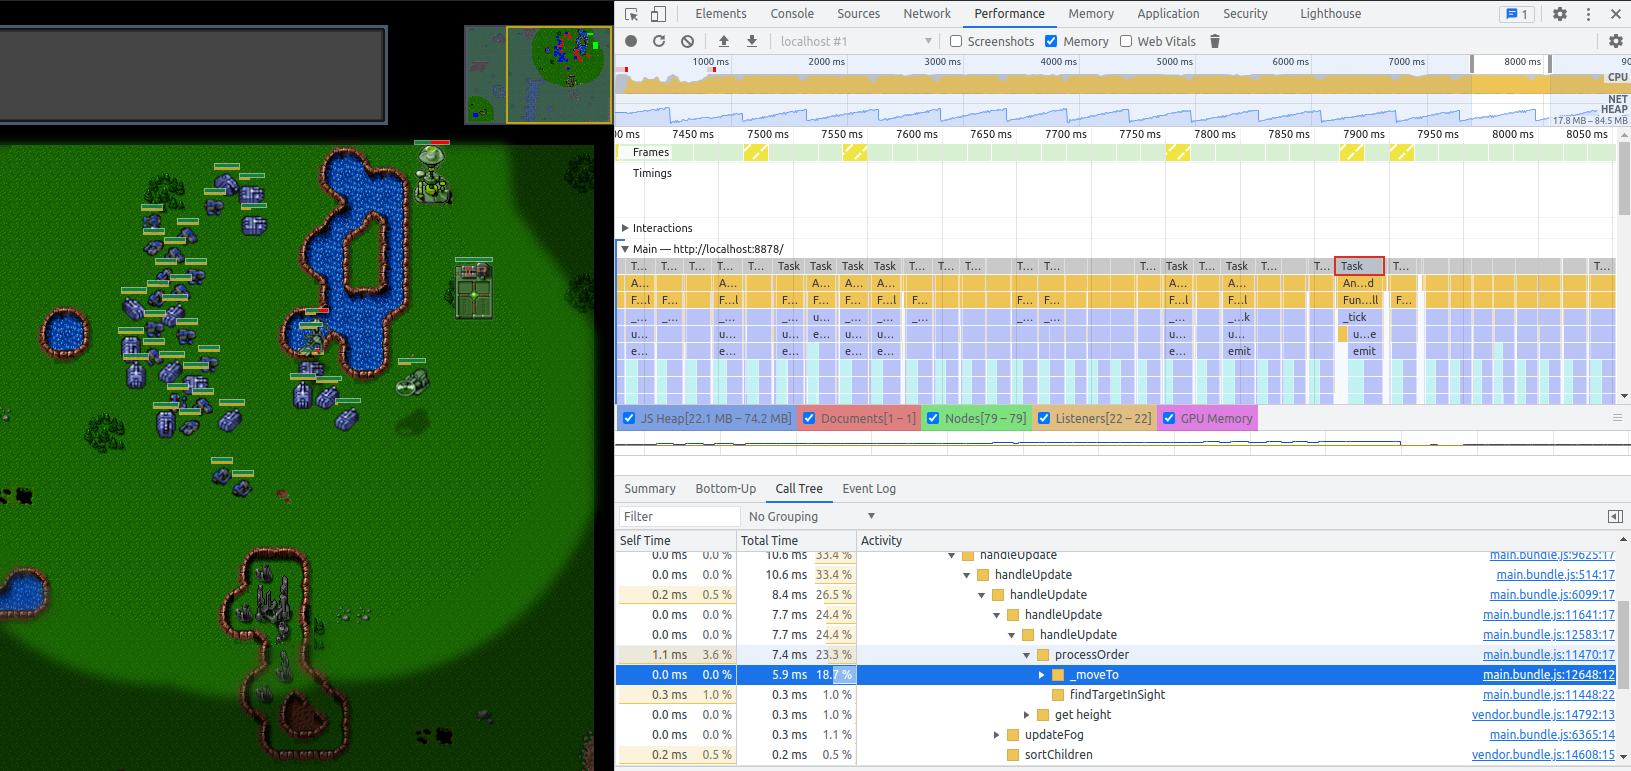 Elements Console Sources Network Performance Memory Application Security Lighthouse 1
localhost #1 Screenshots Memory Web Vitals
1000 ms 2000 ms 3000 ms 4000 ms 5000 ms 6000 ms 7000 ms 8000 ms 90
CPU
NET
HEAP
17.8 MB – 84.5 MB
00 ms 7450 ms 7500 ms 7550 ms 7600 ms 7650 ms 7700 ms 7750 ms 7800 ms 7850 ms 7900 ms 7950 ms 8000 ms 8050 ms
Frames
Timings
Interactions
Main — http://localhost:8878/
T... T... T... T... T... Task Task Task Task T... T... T... T... T... T... Task T... Task T... T... Task T... T...
A... A... A... A... A... A... A... An...d
F...l F... F...l F... F...l F...l F...l F... F... F... F...l F...l Fun...ll F...
_... _... _... _... _... _... _... _... _... _... _...k _tick
u... u... u... u... u... u... u... u... u...e
e... e... e... e... e... e... e... emit emit
JS Heap[22.1 MB – 74.2 MB] Documents[1 – 1] Nodes[79 – 79] Listeners[22 – 22] GPU Memory
Summary Bottom-Up Call Tree Event Log
Filter No Grouping
Self Time Total Time Activity
0.0 ms 0.0 % 10.6 ms 33.4 % handleUpdate main.bundle.js:9625:17
0.0 ms 0.0 % 10.6 ms 33.4 % handleUpdate main.bundle.js:514:17
0.2 ms 0.5 % 8.4 ms 26.5 % handleUpdate main.bundle.js:6099:17
0.0 ms 0.0 % 7.7 ms 24.4 % handleUpdate main.bundle.js:11641:17
0.0 ms 0.0 % 7.7 ms 24.4 % handleUpdate main.bundle.js:12583:17
1.1 ms 3.6 % 7.4 ms 23.3 % processOrder main.bundle.js:11470:17
0.0 ms 0.0 % 5.9 ms 18.7 % _moveTo main.bundle.js:12648:12
0.3 ms 1.0 % 0.3 ms 1.0 % findTargetInSight main.bundle.js:11448:22
0.0 ms 0.0 % 0.3 ms 1.0 % get height vendor.bundle.js:14792:13
0.0 ms 0.0 % 0.3 ms 1.1 % updateFog main.bundle.js:6365:14
0.2 ms 0.5 % 0.2 ms 0.5 % sortChildren vendor.bundle.js:14608:15